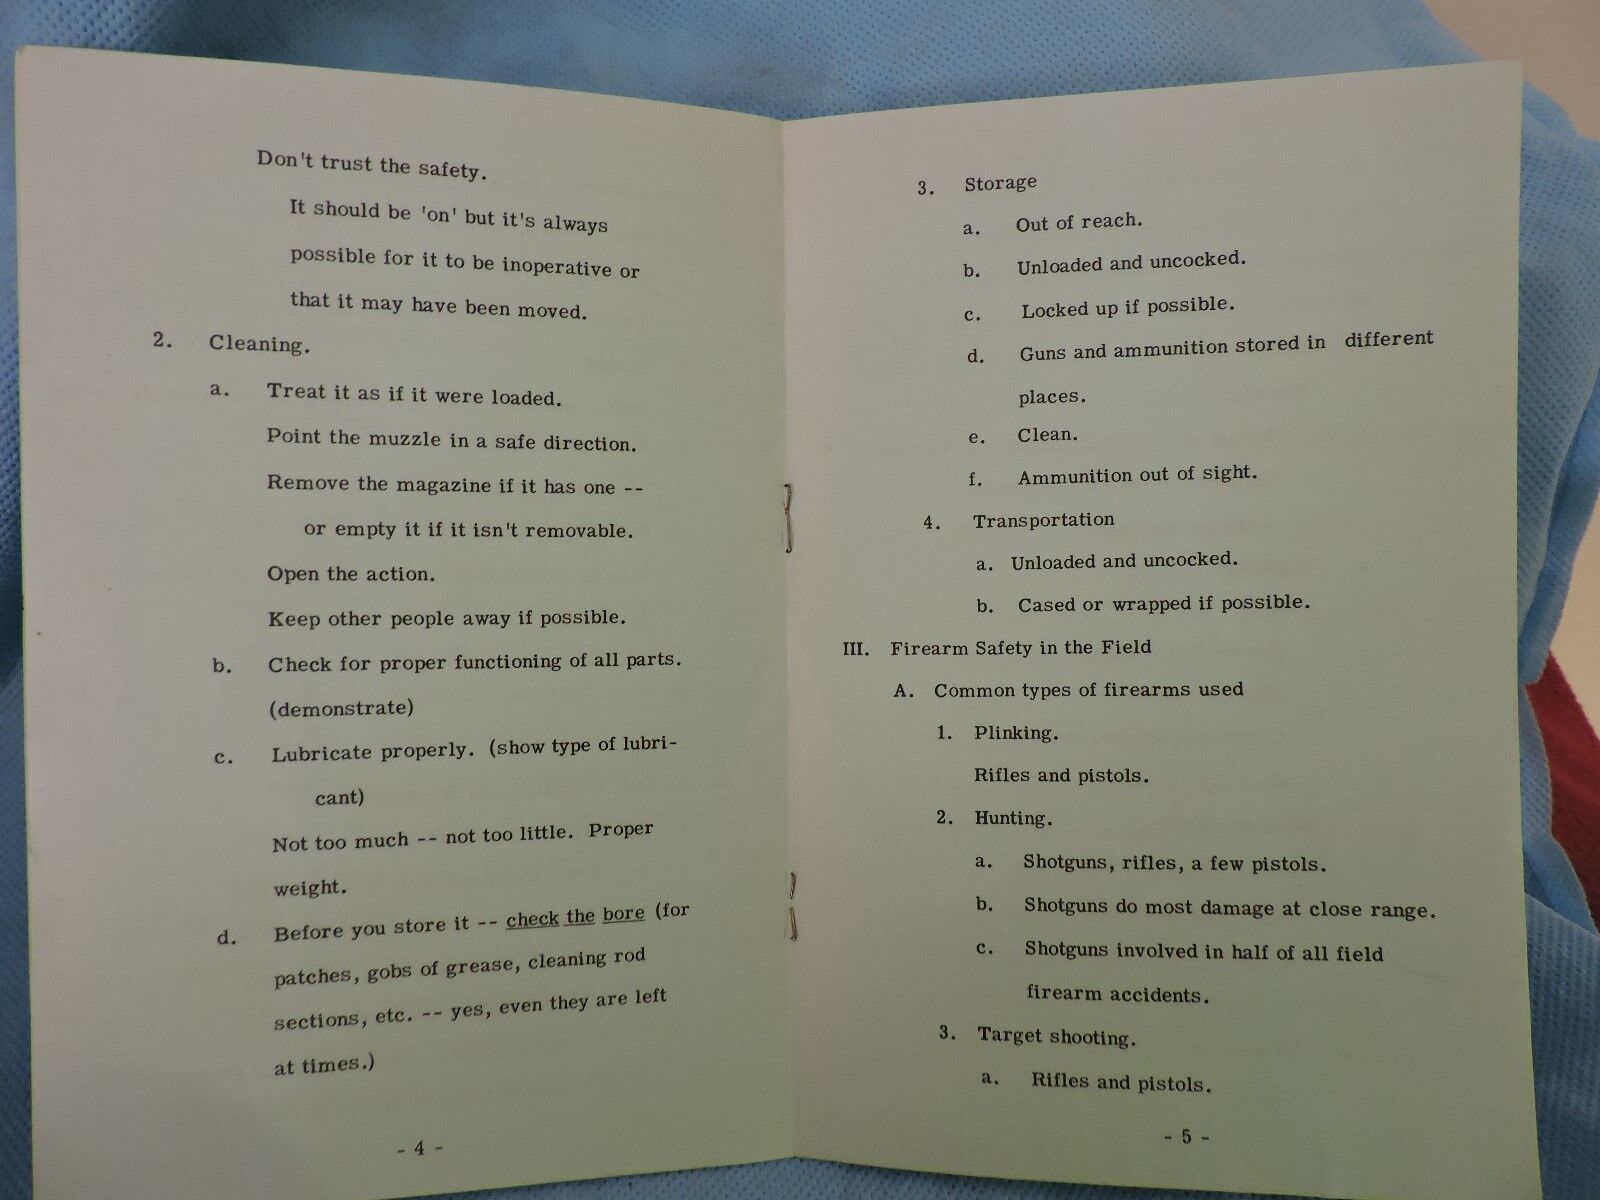 Don't trust the safety.
It should be 'on' but it's always
possible for it to be inoperative or
that it may have been moved.
2. Cleaning.
a. Treat it as if it were loaded.
Point the muzzle in a safe direction.
Remove the magazine if it has one --
or empty it if it isn't removable.
Open the action.
Keep other people away if possible.
b. Check for proper functioning of all parts.
(demonstrate)
c. Lubricate properly. (show type of lubri-
cant)
Not too much -- not too little. Proper
weight.
d. Before you store it -- check the bore (for
patches, gobs of grease, cleaning rod
sections, etc. -- yes, even they are left
at times.)
- 4 -
3. Storage
a. Out of reach.
b. Unloaded and uncocked.
c. Locked up if possible.
d. Guns and ammunition stored in different
places.
e. Clean.
f. Ammunition out of sight.
4. Transportation
a. Unloaded and uncocked.
b. Cased or wrapped if possible.
III. Firearm Safety in the Field
A. Common types of firearms used
1. Plinking.
Rifles and pistols.
2. Hunting.
a. Shotguns, rifles, a few pistols.
b. Shotguns do most damage at close range.
c. Shotguns involved in half of all field
firearm accidents.
3. Target shooting.
a. Rifles and pistols.
- 5 -